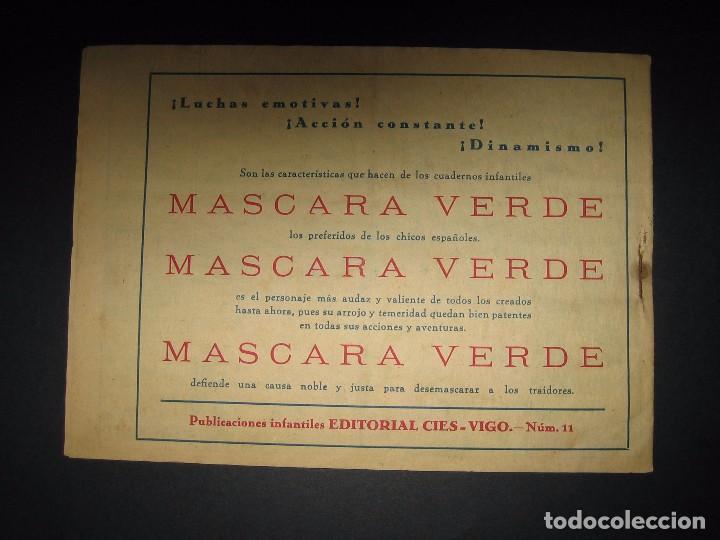 ¡Luchas emotivas!
¡Acción constante!
¡Dinamismo!
Son las características que hacen de los cuadernos infantiles
MASCARA VERDE
los preferidos de los chicos españoles.
MASCARA VERDE
es el personaje más audaz y valiente de todos los creados
hasta ahora, pues su arrojo y temeridad quedan bien patentes
en todas sus acciones y aventuras.
MASCARA VERDE
defiende una causa noble y justa para desemascarar a los traidores.
Publicaciones infantiles EDITORIAL CIES-VIGO.—Núm. 11
todocoleccion
todocoleccion.net